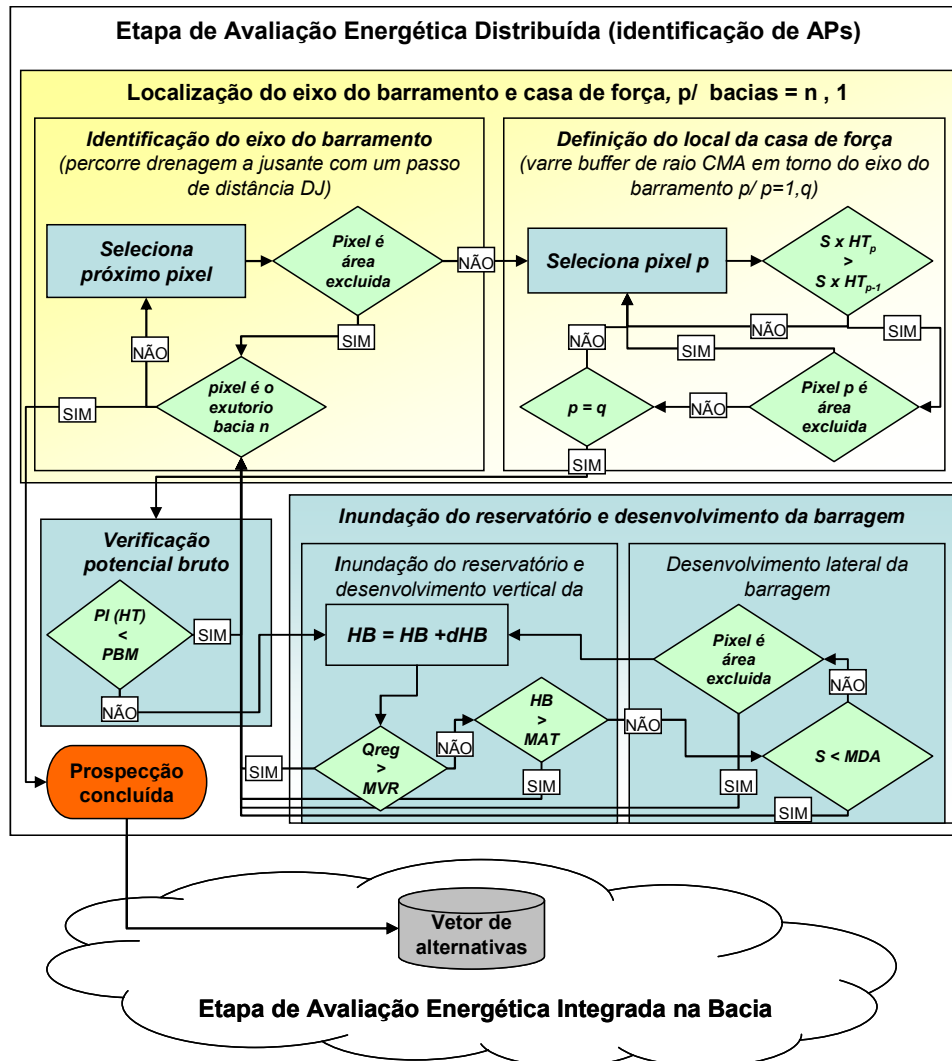 Etapa de Avaliação Energética Distribuída (identificação de APs)
Localização do eixo do barramento e casa de força, p/ bacias = n , 1
Identificação do eixo do barramento
(percorre drenagem a jusante com um passo
de distância DJ)
Seleciona
próximo pixel
Pixel é
área
excluida
NÃO
SIM
NÃO
SIM
pixel é o
exutorio
bacia n
Definição do local da casa de força
(varre buffer de raio CMA em torno do eixo do
barramento p/ p=1,q)
Seleciona pixel p
S x HTp
>
S x HTp-1
NÃO
SIM
NÃO
SIM
p = q
NÃO
Pixel p é
área
excluida
SIM
Verificação
potencial bruto
PI (HT)
<
PBM
SIM
NÃO
Inundação do reservatório e desenvolvimento da barragem
Inundação do reservatório e
desenvolvimento vertical da
HB = HB +dHB
Qreg
>
MVR
SIM
NÃO
HB
>
MAT
SIM
NÃO
Desenvolvimento lateral da
barragem
Pixel é
área
excluida
NÃO
S < MDA
SIM
SIM
Prospecção
concluída
Vetor de
alternativas
Etapa de Avaliação Energética Integrada na Bacia